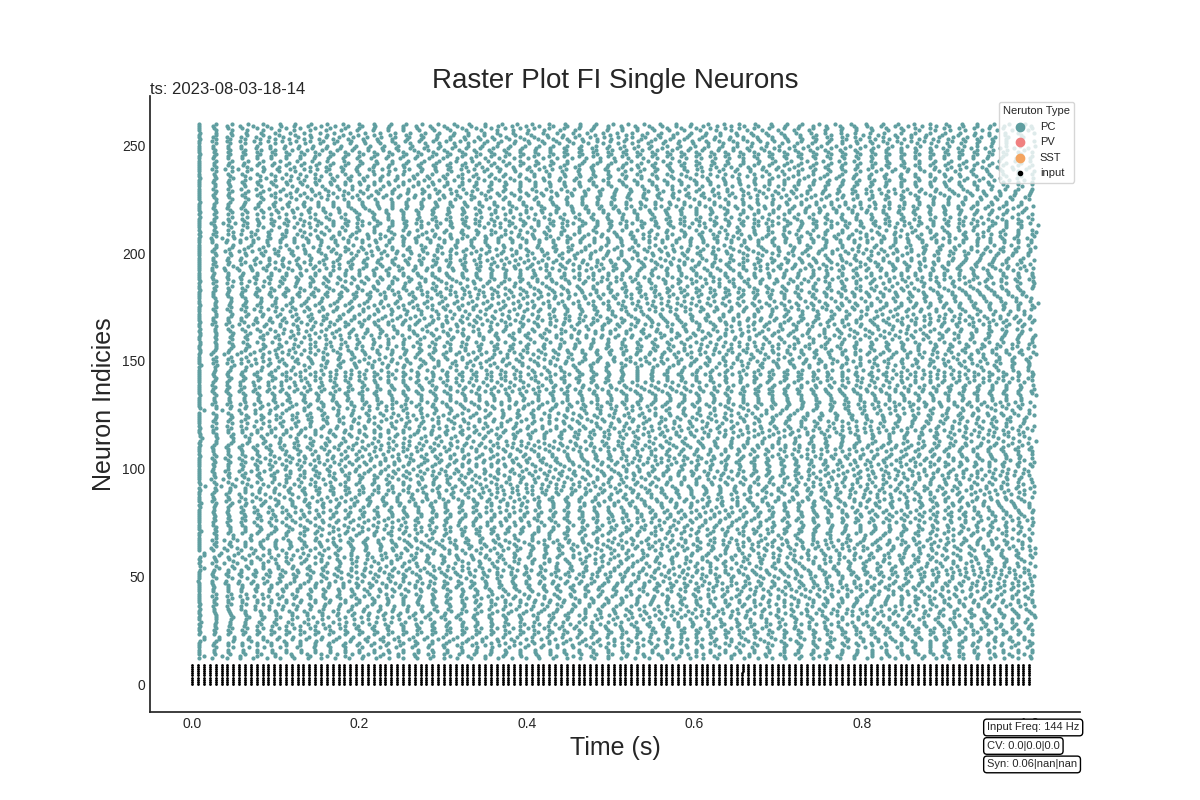 Raster Plot FI Single Neurons
ts: 2023-08-03-18-14
Neruton Type
PC
PV
SST
input
250
200
150
100
50
0
Neuron Indicies
0.0 0.2 0.4 0.6 0.8
Time (s)
Input Freq: 144 Hz
CV: 0.0|0.0|0.0
Syn: 0.06|nan|nan